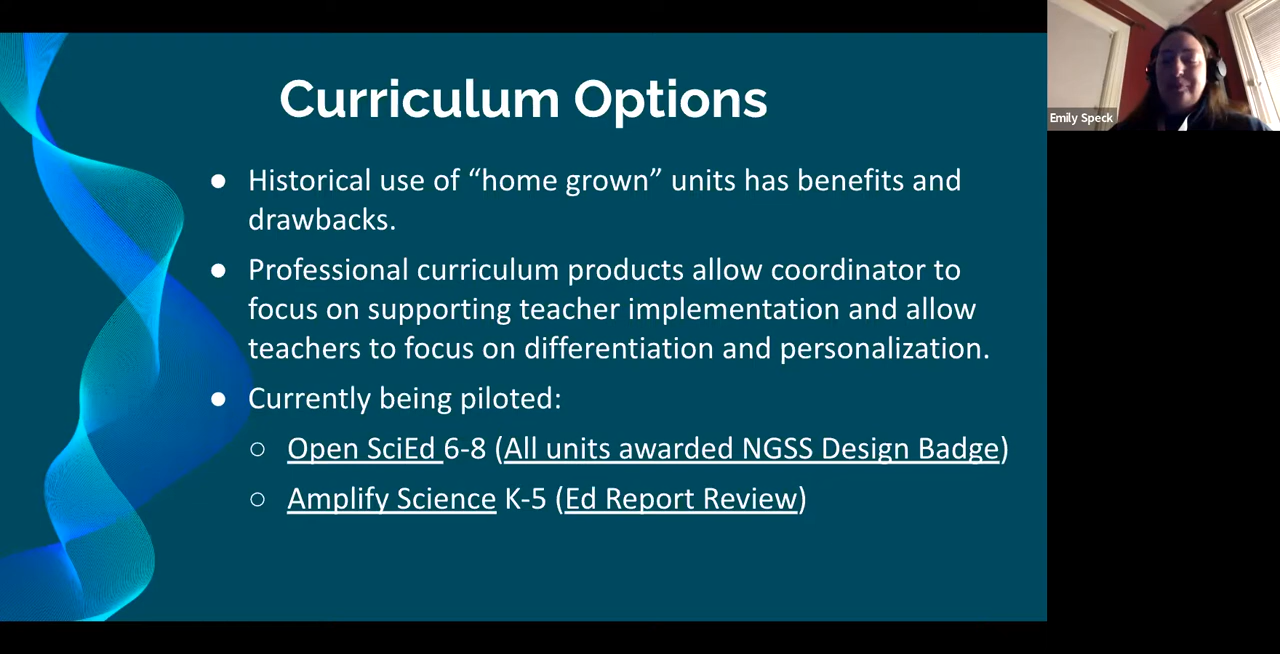 Curriculum Options
● Historical use of “home grown” units has benefits and
drawbacks.
● Professional curriculum products allow coordinator to
focus on supporting teacher implementation and allow
teachers to focus on differentiation and personalization.
● Currently being piloted:
○ Open SciEd 6-8 (All units awarded NGSS Design Badge)
○ Amplify Science K-5 (Ed Report Review)
Emily Speck